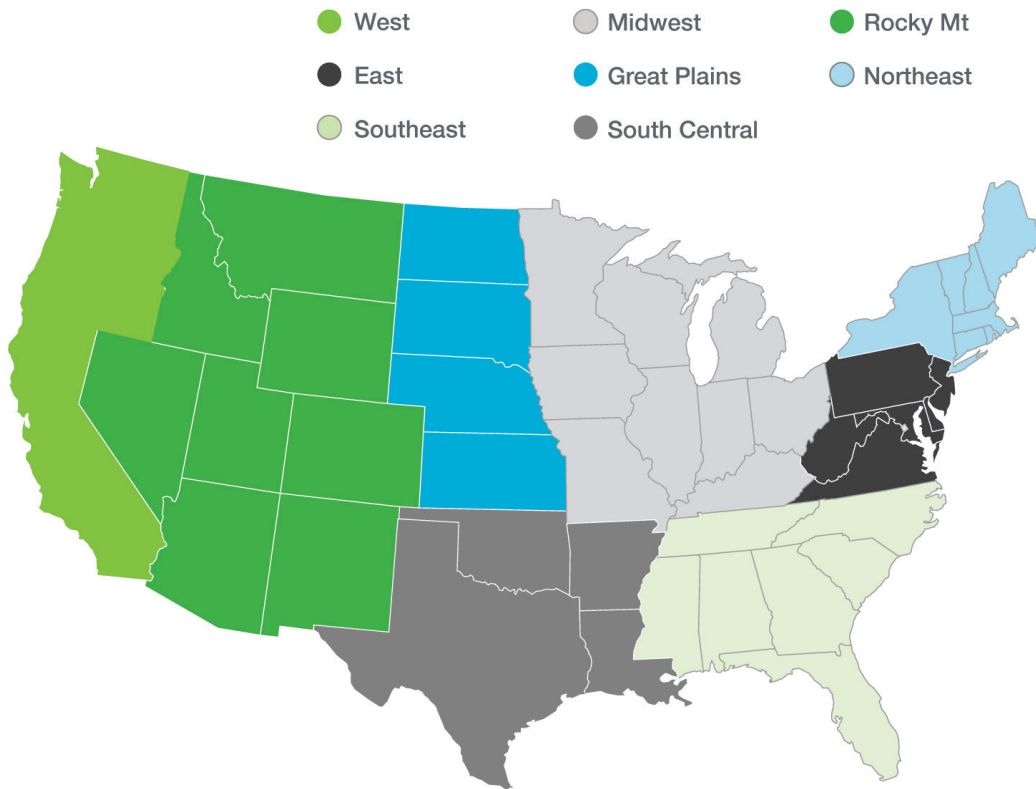 West
Midwest
Rocky Mt
East
Great Plains
Northeast
Southeast
South Central